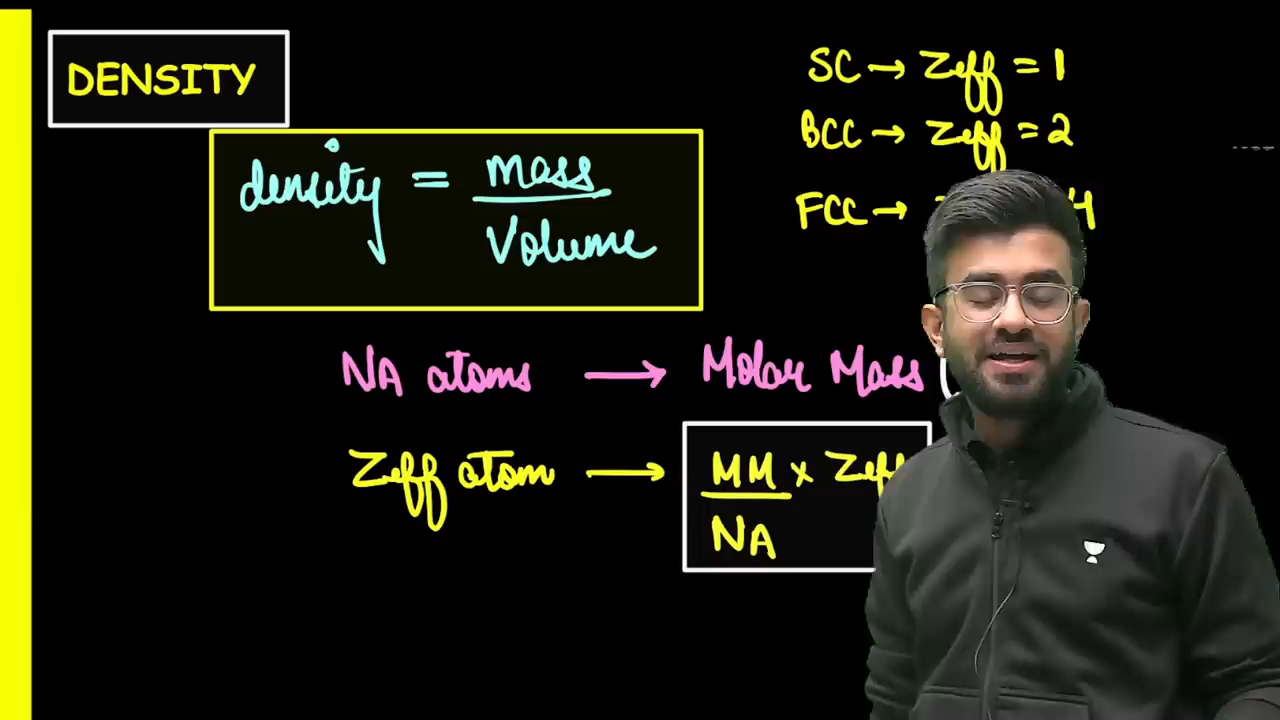 DENSITY
density = mass
Volume
SC → Zeff = 1
BCC → Zeff = 2
FCC → 4
NA atoms → Molar Mass
Zeff atom → MM × Zeff
NA